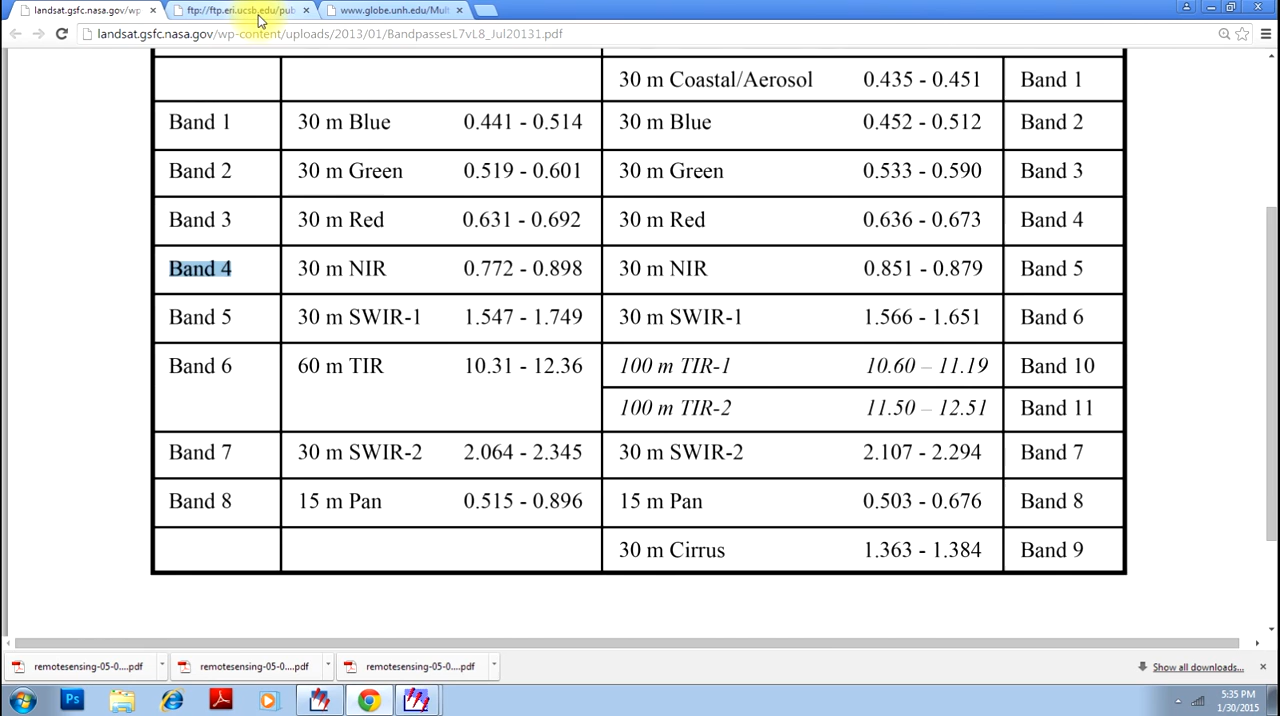 landsat.gsfc.nasa.gov/wp
ftp://ftp.eri.ucsb.edu/pub
www.globe.unh.edu/Mult
landsat.gsfc.nasa.gov/wp-content/uploads/2013/01/BandpassesL7vL8_Jul20131.pdf
30 m Coastal/Aerosol 0.435 - 0.451 Band 1
Band 1 30 m Blue 0.441 - 0.514 30 m Blue 0.452 - 0.512 Band 2
Band 2 30 m Green 0.519 - 0.601 30 m Green 0.533 - 0.590 Band 3
Band 3 30 m Red 0.631 - 0.692 30 m Red 0.636 - 0.673 Band 4
Band 4 30 m NIR 0.772 - 0.898 30 m NIR 0.851 - 0.879 Band 5
Band 5 30 m SWIR-1 1.547 - 1.749 30 m SWIR-1 1.566 - 1.651 Band 6
Band 6 60 m TIR 10.31 - 12.36 100 m TIR-1 10.60 – 11.19 Band 10
100 m TIR-2 11.50 – 12.51 Band 11
Band 7 30 m SWIR-2 2.064 - 2.345 30 m SWIR-2 2.107 - 2.294 Band 7
Band 8 15 m Pan 0.515 - 0.896 15 m Pan 0.503 - 0.676 Band 8
30 m Cirrus 1.363 - 1.384 Band 9
remotesensing-05-0....pdf
remotesensing-05-0....pdf
remotesensing-05-0....pdf
Show all downloads...
Ps
5:35 PM
1/30/2015